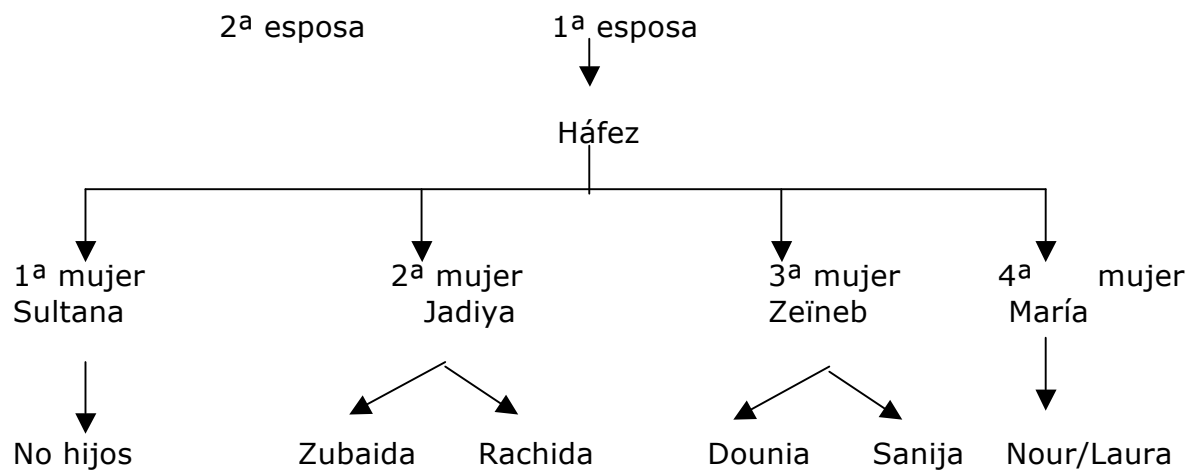 2ª esposa 1ª esposa
Háfez
1ª mujer 2ª mujer 3ª mujer 4ª mujer
Sultana Jadiya Zeïneb María
No hijos Zubaida Rachida Dounia Sanija Nour/Laura